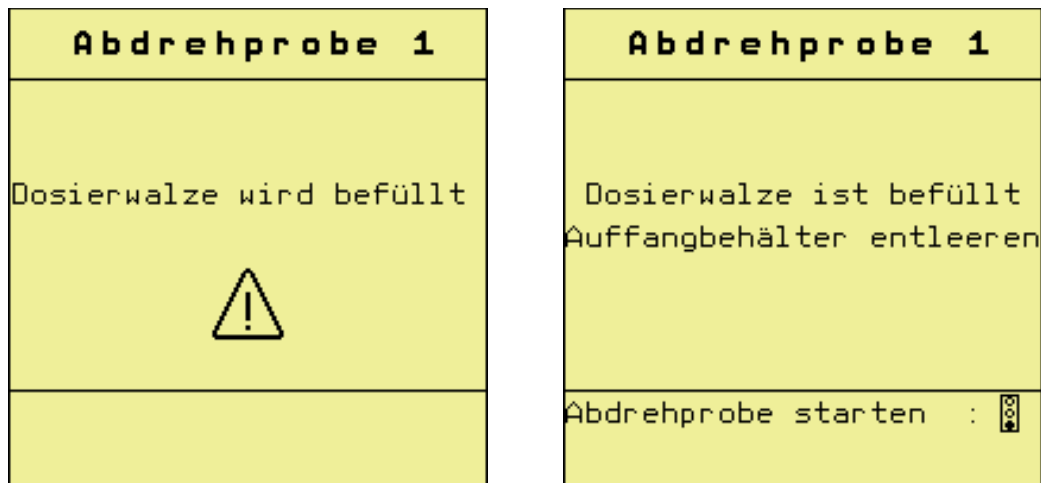 Abdrehprobe 1
Dosierwalze wird befüllt
Abdrehprobe 1
Dosierwalze ist befüllt
Auffangbehälter entleeren
Abdrehprobe starten :